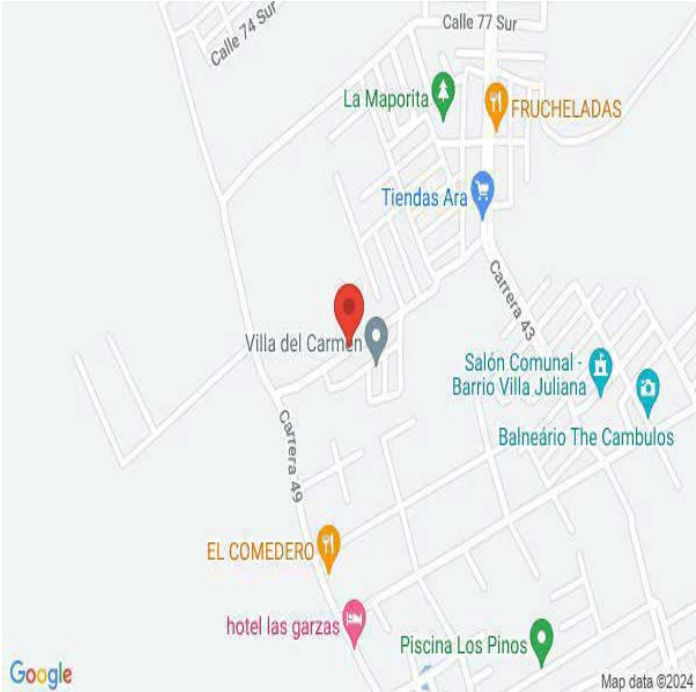 Calle 74 Sur
Calle 77 Sur
La Maporita
FRUCHELADAS
Tiendas Ara
Carrera 43
Villa del Carmen
Salón Comunal -
Barrio Villa Juliana
Balneário The Cambulos
Carrera 49
EL COMEDERO
hotel las garzas
Piscina Los Pinos
Google
Map data ©2024